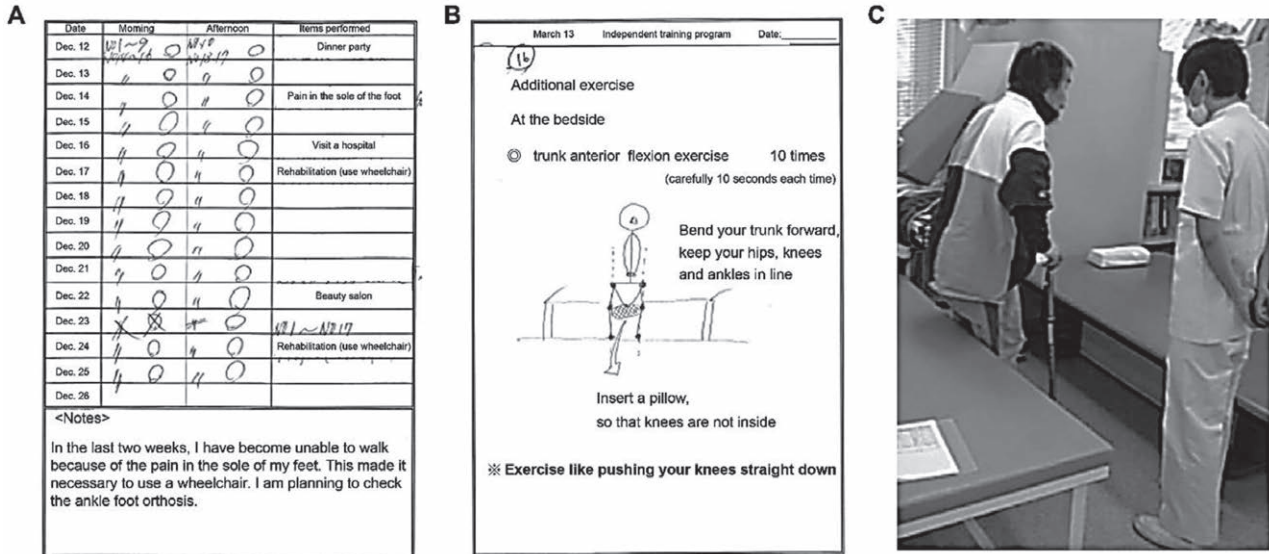 A
Date Morning Afternoon Items performed
Dec. 12 NO1~9 Dinner party
Dec. 13 〃 〃
Dec. 14 〃 〃 Pain in the sole of the foot
Dec. 15 〃 〃
Dec. 16 〃 〃 Visit a hospital
Dec. 17 〃 〃 Rehabilitation (use wheelchair)
Dec. 18 〃 〃
Dec. 19 〃 〃
Dec. 20 〃
Dec. 21 〃 〃
Dec. 22 〃 〃 Beauty salon
Dec. 23 NO1~NO17
Dec. 24 〃 〃 Rehabilitation (use wheelchair)
Dec. 25 〃 〃
Dec. 26
<Notes>
In the last two weeks, I have become unable to walk
because of the pain in the sole of my feet. This made it
necessary to use a wheelchair. I am planning to check
the ankle foot orthosis.
B
March 13 Independent training program Date:
16
Additional exercise
At the bedside
◎ trunk anterior flexion exercise 10 times
(carefully 10 seconds each time)
Bend your trunk forward,
keep your hips, knees
and ankles in line
Insert a pillow,
so that knees are not inside
※ Exercise like pushing your knees straight down
C